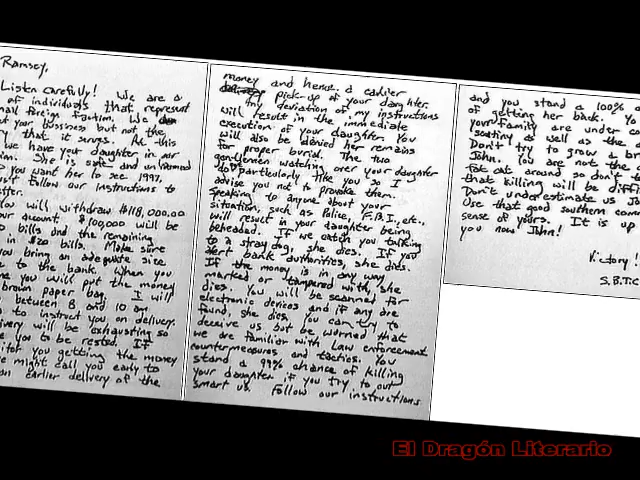 Ramsey,
Listen carefully! We are a
of individuals that represent
small foreign faction. We do
your business but not the
that it serves. At this
we have your daughter in our
She is safe and unharmed
you want her to see 1997,
follow our instructions to
letter.
You will withdraw $118,000.00
your account. $100,000 will be
bills and the remaining
in $20 bills. Make sure
you bring an adequate size
to the bank. When you
you will put the money
brown paper bag. I will
between 8 and 10 am
to instruct you on delivery.
delivery will be exhausting so
you to be rested. If
you getting the money
might call you early to
an earlier delivery of the
money and hence a earlier
pick-up of your daughter.
Any deviation of my instructions
will result in the immediate
execution of your daughter. You
will also be denied her remains
for proper burial. The two
gentlemen watching over your daughter
do not particularly like you so I
advise you not to provoke them.
Speaking to anyone about your
situation, such as Police, F.B.I., etc.,
will result in your daughter being
beheaded. If we catch you talking
to a stray dog, she dies. If you
alert bank authorities, she dies.
If the money is in any way
marked or tampered with, she
dies. You will be scanned for
electronic devices and if any are
found, she dies. You can try to
deceive us but be warned that
we are familiar with Law enforcement
countermeasures and tactics. You
stand a 99% chance of killing
your daughter if you try to out
smart us. Follow our instructions
and you stand a 100%
of getting her back. Yo
your family are under co
scrutiny as well as the a
Don't try to grow a br
John. You are not the o
fat cat around so don't t
that killing will be diffi
Don't underestimate us Jo
Use that good southern com
sense of yours. It is up
you now John!
Victory!
S.B.T.C
El Dragón Literario